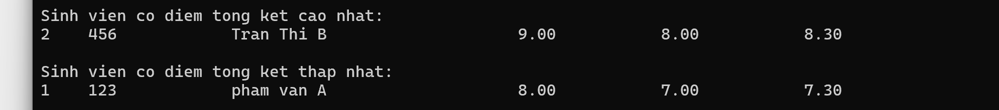 Sinh vien co diem tong ket cao nhat:
2 456 Tran Thi B 9.00 8.00 8.30
Sinh vien co diem tong ket thap nhat:
1 123 pham van A 8.00 7.00 7.30